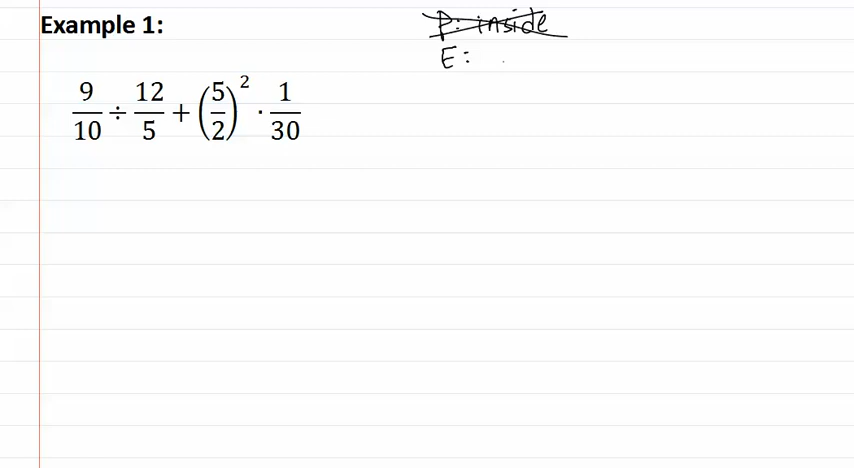 Example 1:
P: inside
E:
9/10 ÷ 12/5 + (5/2)² · 1/30